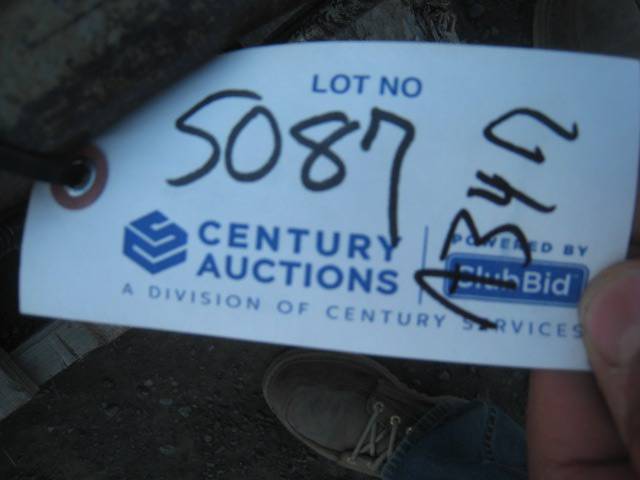 LOT NO
5087
CENTURY
AUCTIONS
POWERED BY
ClubBid
A DIVISION OF CENTURY SERVICES